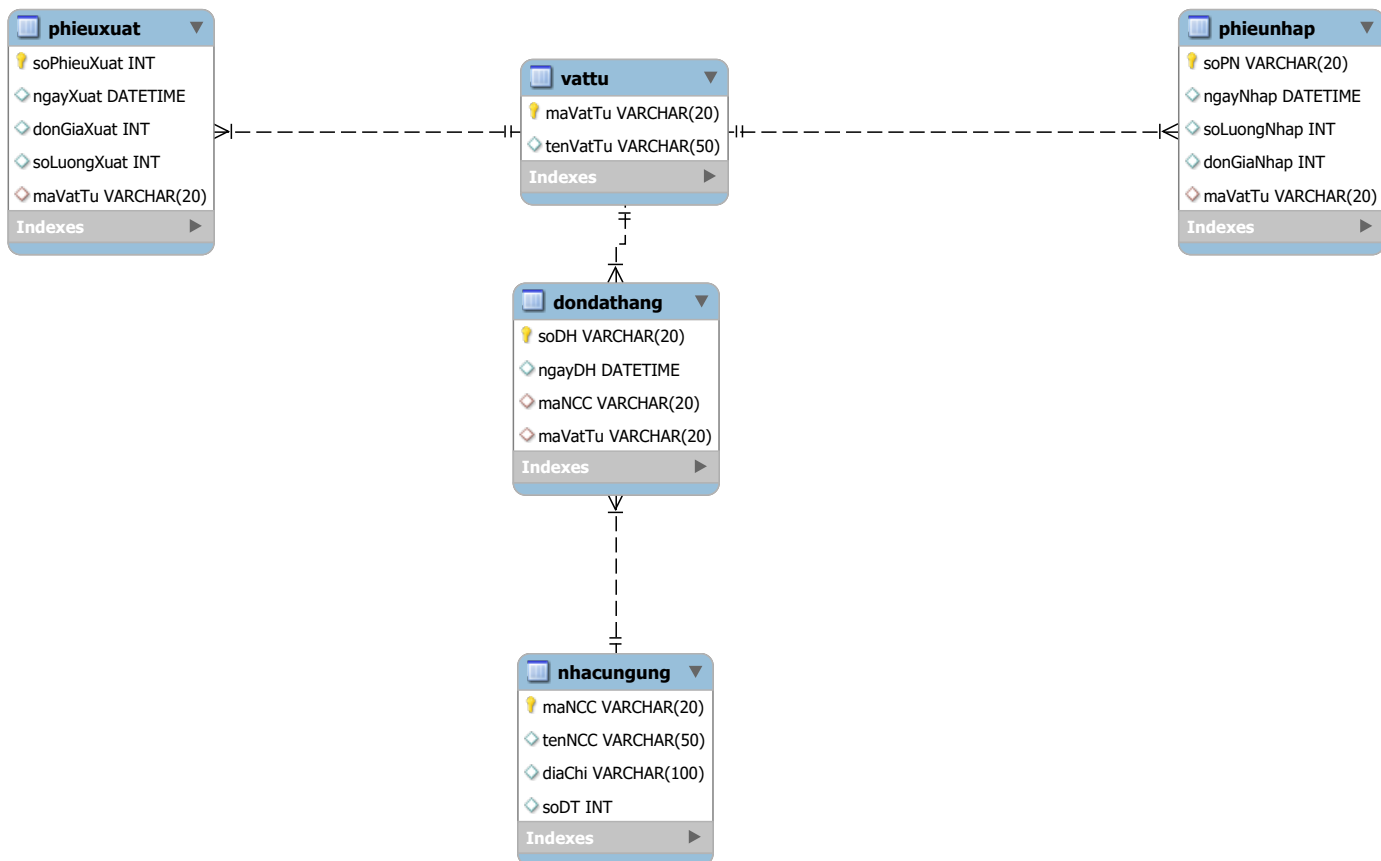 phieuxuat
soPhieuXuat INT
ngayXuat DATETIME
donGiaXuat INT
soLuongXuat INT
maVatTu VARCHAR(20)
Indexes
vattu
maVatTu VARCHAR(20)
tenVatTu VARCHAR(50)
Indexes
phieunhap
soPN VARCHAR(20)
ngayNhap DATETIME
soLuongNhap INT
donGiaNhap INT
maVatTu VARCHAR(20)
Indexes
dondathang
soDH VARCHAR(20)
ngayDH DATETIME
maNCC VARCHAR(20)
maVatTu VARCHAR(20)
Indexes
nhacungung
maNCC VARCHAR(20)
tenNCC VARCHAR(50)
diaChi VARCHAR(100)
soDT INT
Indexes